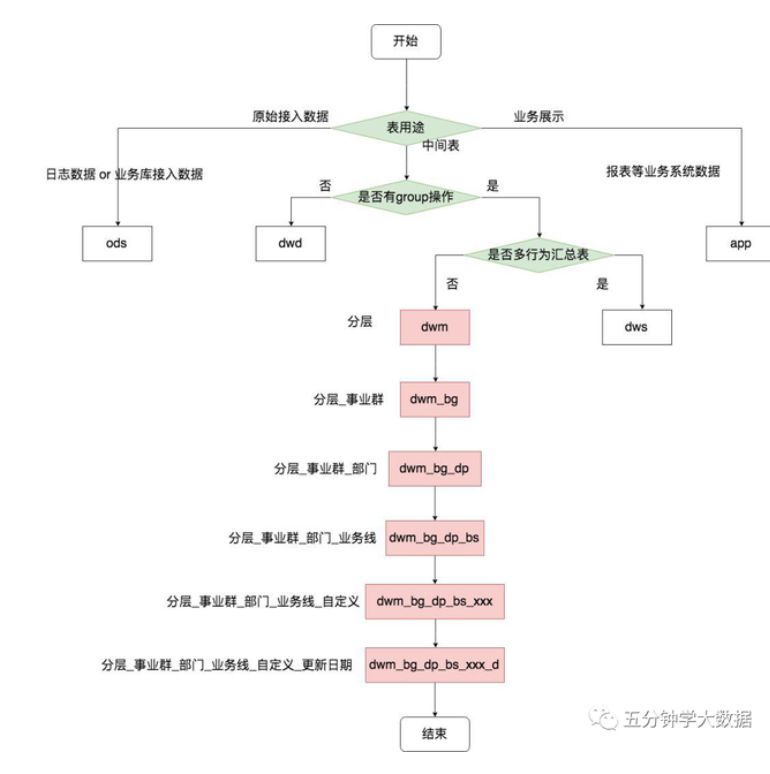 开始
原始接入数据
表用途
业务展示
中间表
日志数据 or 业务库接入数据
报表等业务系统数据
否
是否有group操作
是
ods
dwd
是否多行为汇总表
app
否
是
分层
dwm
dws
分层_事业群
dwm_bg
分层_事业群_部门
dwm_bg_dp
分层_事业群_部门_业务线
dwm_bg_dp_bs
分层_事业群_部门_业务线_自定义
dwm_bg_dp_bs_xxx
分层_事业群_部门_业务线_自定义_更新日期
dwm_bg_dp_bs_xxx_d
五分钟学大数据
结束